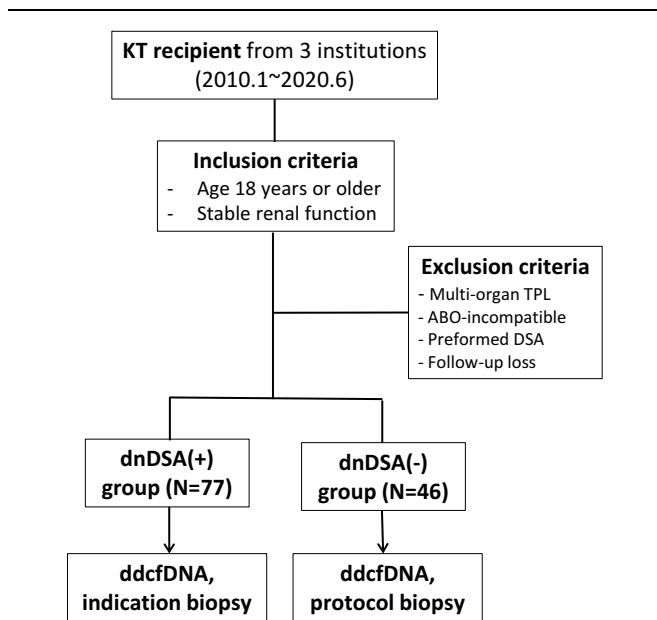 KT recipient from 3 institutions
(2010.1~2020.6)
Inclusion criteria
- Age 18 years or older
- Stable renal function
Exclusion criteria
- Multi-organ TPL
- ABO-incompatible
- Preformed DSA
- Follow-up loss
dnDSA(+)
group (N=77)
dnDSA(-)
group (N=46)
ddcfDNA,
indication biopsy
ddcfDNA,
protocol biopsy